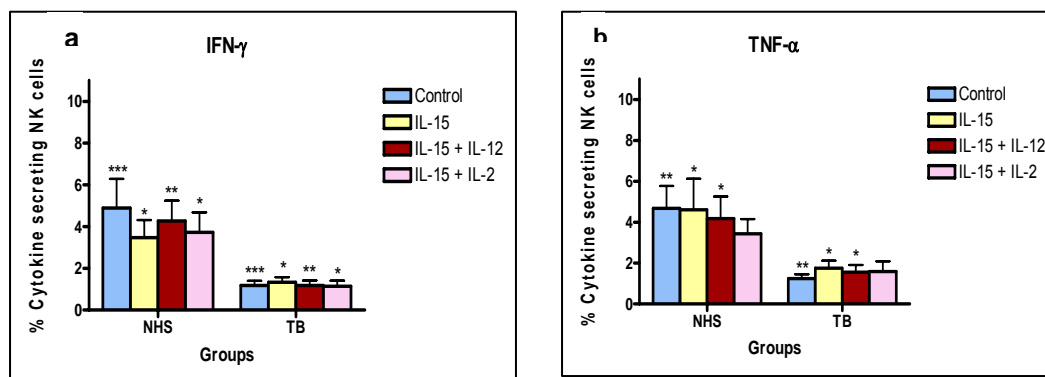 a
IFN-γ
% Cytokine secreting NK cells
10
8
6
4
2
0
*** * ** *
*** * ** *
NHS TB
Groups
Control
IL-15
IL-15 + IL-12
IL-15 + IL-2
b
TNF-α
% Cytokine secreting NK cells
10
8
6
4
2
0
** * *
** * *
NHS TB
Groups
Control
IL-15
IL-15 + IL-12
IL-15 + IL-2